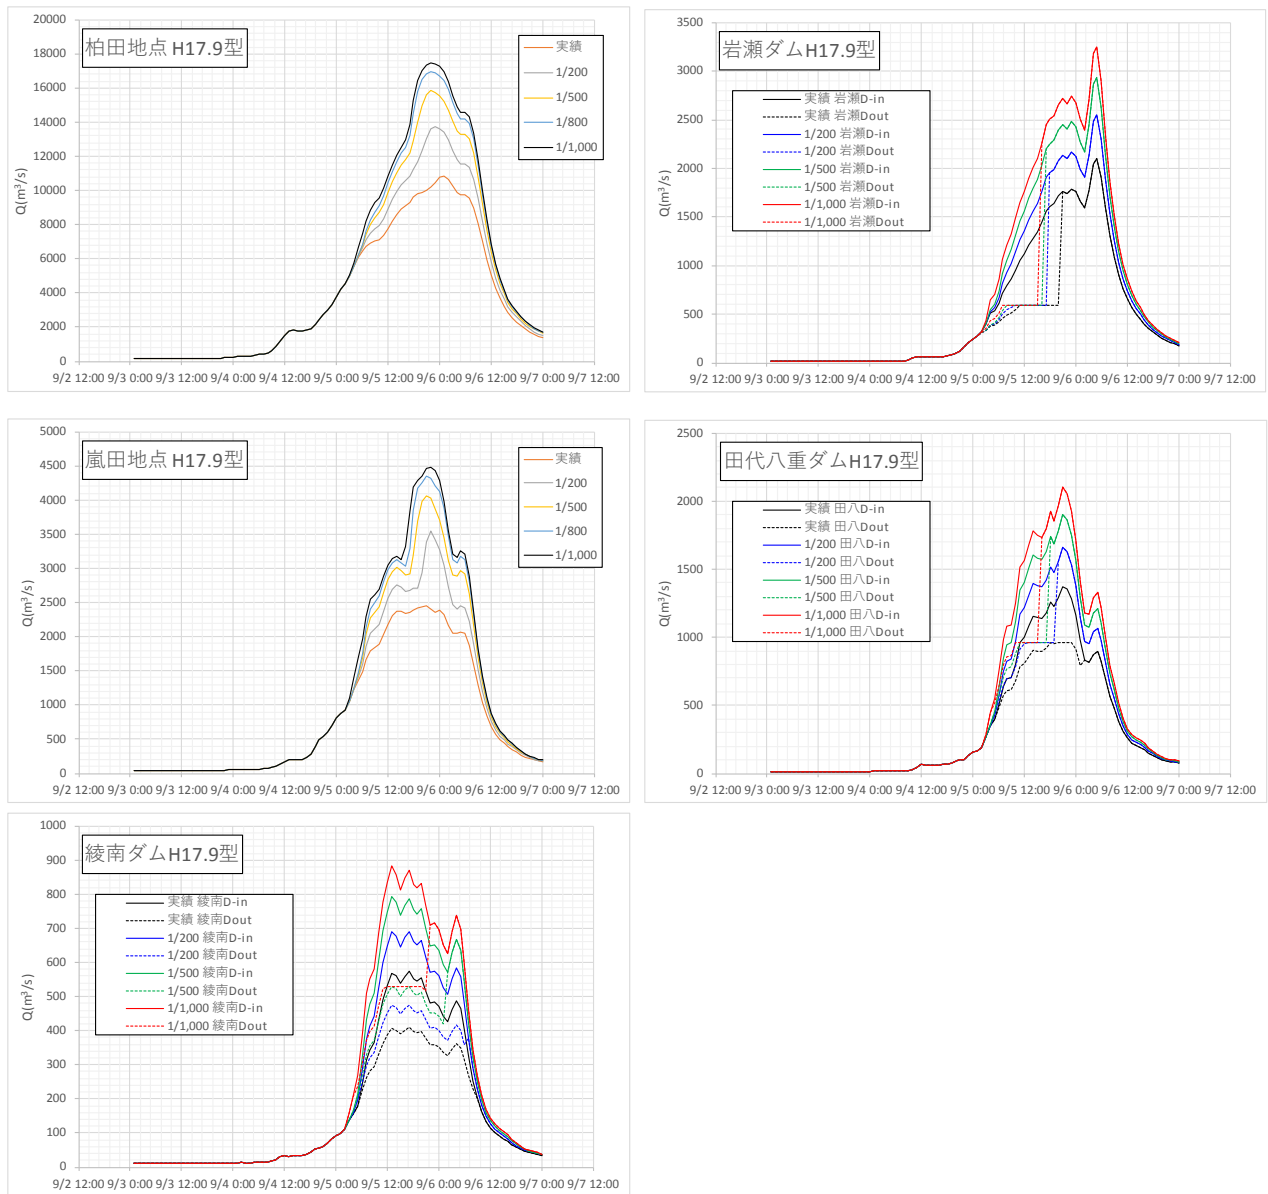 柏田地点 H17.9型
Q(m³/s)
20000
18000
16000
14000
12000
10000
8000
6000
4000
2000
0
9/2 12:00 9/3 0:00 9/3 12:00 9/4 0:00 9/4 12:00 9/5 0:00 9/5 12:00 9/6 0:00 9/6 12:00 9/7 0:00 9/7 12:00
実績
1/200
1/500
1/800
1/1,000
岩瀬ダムH17.9型
Q(m³/s)
3500
3000
2500
2000
1500
1000
500
0
9/2 12:00 9/3 0:00 9/3 12:00 9/4 0:00 9/4 12:00 9/5 0:00 9/5 12:00 9/6 0:00 9/6 12:00 9/7 0:00 9/7 12:00
実績 岩瀬D-in
実績 岩瀬Dout
1/200 岩瀬D-in
1/200 岩瀬Dout
1/500 岩瀬D-in
1/500 岩瀬Dout
1/1,000 岩瀬D-in
1/1,000 岩瀬Dout
嵐田地点 H17.9型
Q(m³/s)
5000
4500
4000
3500
3000
2500
2000
1500
1000
500
0
9/2 12:00 9/3 0:00 9/3 12:00 9/4 0:00 9/4 12:00 9/5 0:00 9/5 12:00 9/6 0:00 9/6 12:00 9/7 0:00 9/7 12:00
実績
1/200
1/500
1/800
1/1,000
田代八重ダムH17.9型
Q(m³/s)
2500
2000
1500
1000
500
0
9/2 12:00 9/3 0:00 9/3 12:00 9/4 0:00 9/4 12:00 9/5 0:00 9/5 12:00 9/6 0:00 9/6 12:00 9/7 0:00 9/7 12:00
実績 田八D-in
実績 田八Dout
1/200 田八D-in
1/200 田八Dout
1/500 田八D-in
1/500 田八Dout
1/1,000 田八D-in
1/1,000 田八Dout
綾南ダムH17.9型
Q(m³/s)
1000
900
800
700
600
500
400
300
200
100
0
9/2 12:00 9/3 0:00 9/3 12:00 9/4 0:00 9/4 12:00 9/5 0:00 9/5 12:00 9/6 0:00 9/6 12:00 9/7 0:00 9/7 12:00
実績 綾南D-in
実績 綾南Dout
1/200 綾南D-in
1/200 綾南Dout
1/500 綾南D-in
1/500 綾南Dout
1/1,000 綾南D-in
1/1,000 綾南Dout